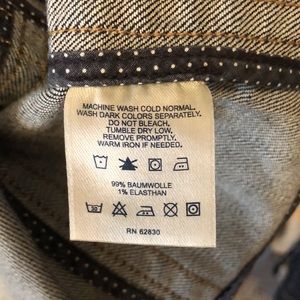 MACHINE WASH COLD NORMAL.
WASH DARK COLORS SEPARATELY.
DO NOT BLEACH.
TUMBLE DRY LOW.
REMOVE PROMPTLY.
WARM IRON IF NEEDED.
99% BAUMWOLLE
1% ELASTHAN
RN 62830